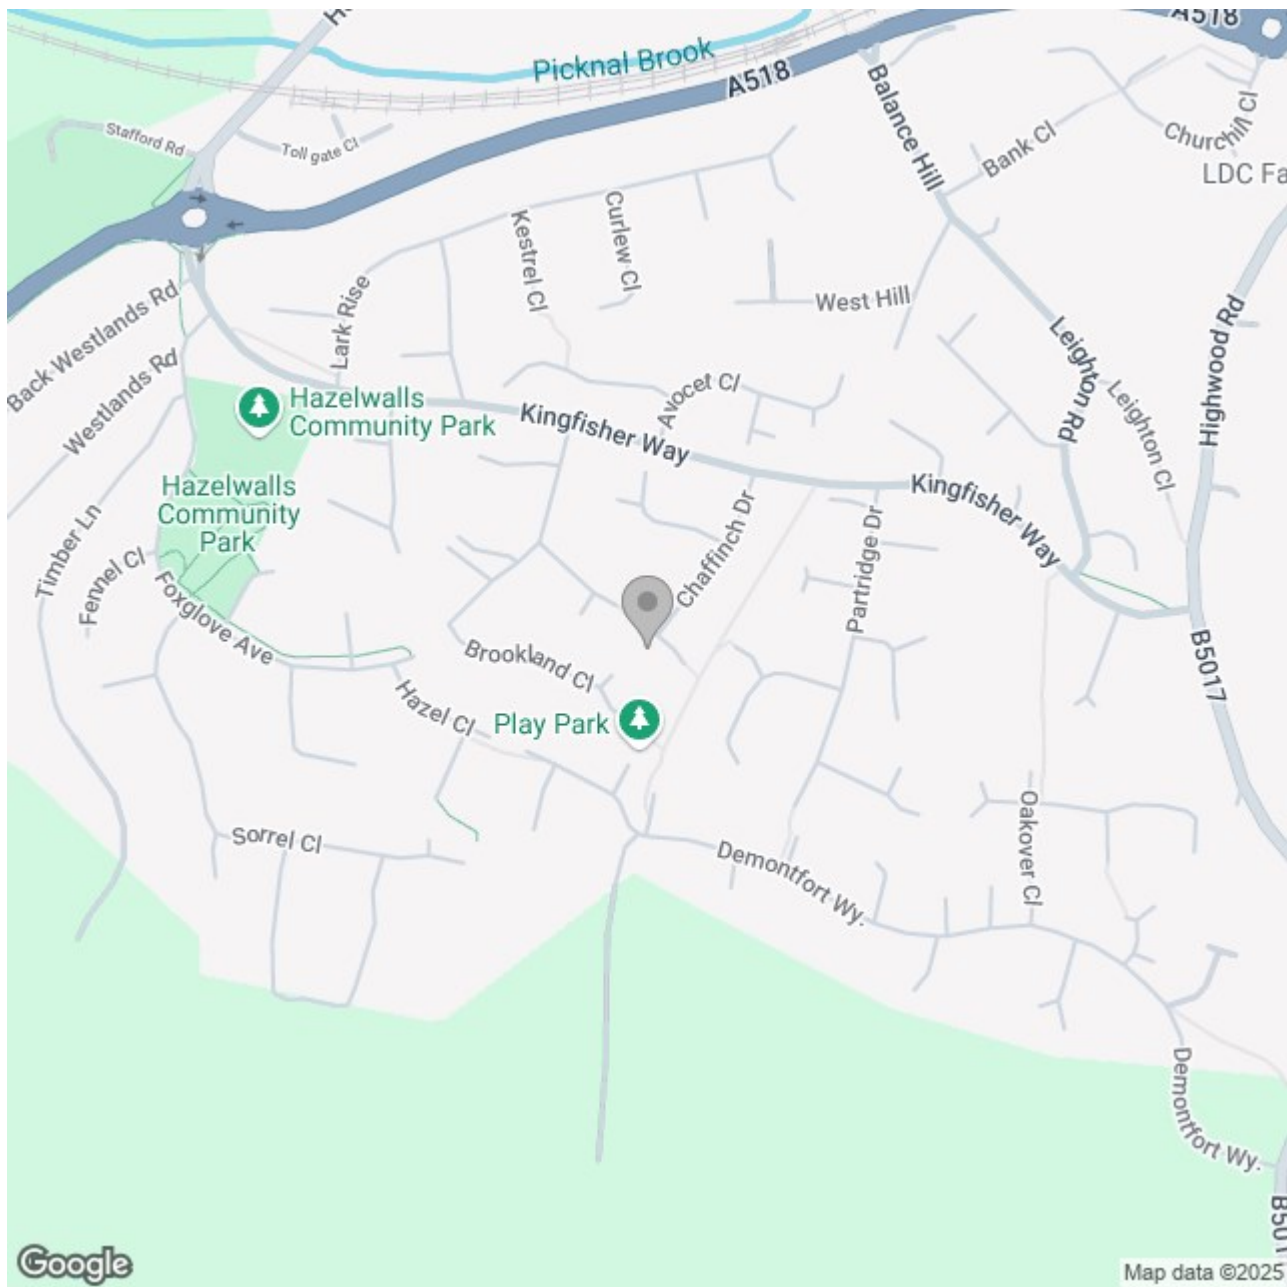 A518
Picknal Brook
A518
Stafford Rd
Toll gate Cl
Balance Hill
Bank Cl
Churchill Cl
LDC Fa
Kestrel Cl
Curlew Cl
Back Westlands Rd
Lark Rise
West Hill
Westlands Rd
Leighton Rd
Leighton Cl
Highwood Rd
Avocet Cl
Hazelwalls
Community Park
Kingfisher Way
Hazelwalls
Community
Park
Kingfisher Way
Timber Ln
Fennel Cl
Chaffinch Dr
Partridge Dr
Foxglove Ave
Brookland Cl
B5017
Hazel Cl
Play Park
Sorrel Cl
Oakover Cl
Demontfort Wy.
Demontfort Wy.
B501
Google
Map data ©2025